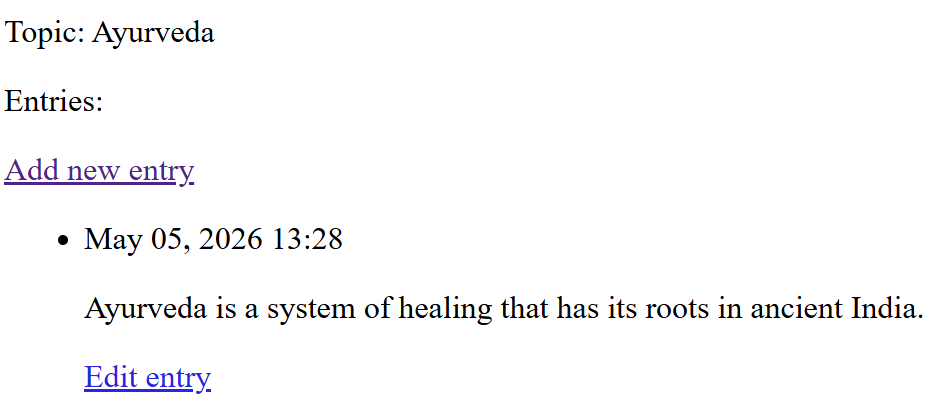 Topic: Ayurveda
Entries:
Add new entry
May 05, 2026 13:28
Ayurveda is a system of healing that has its roots in ancient India.
Edit entry